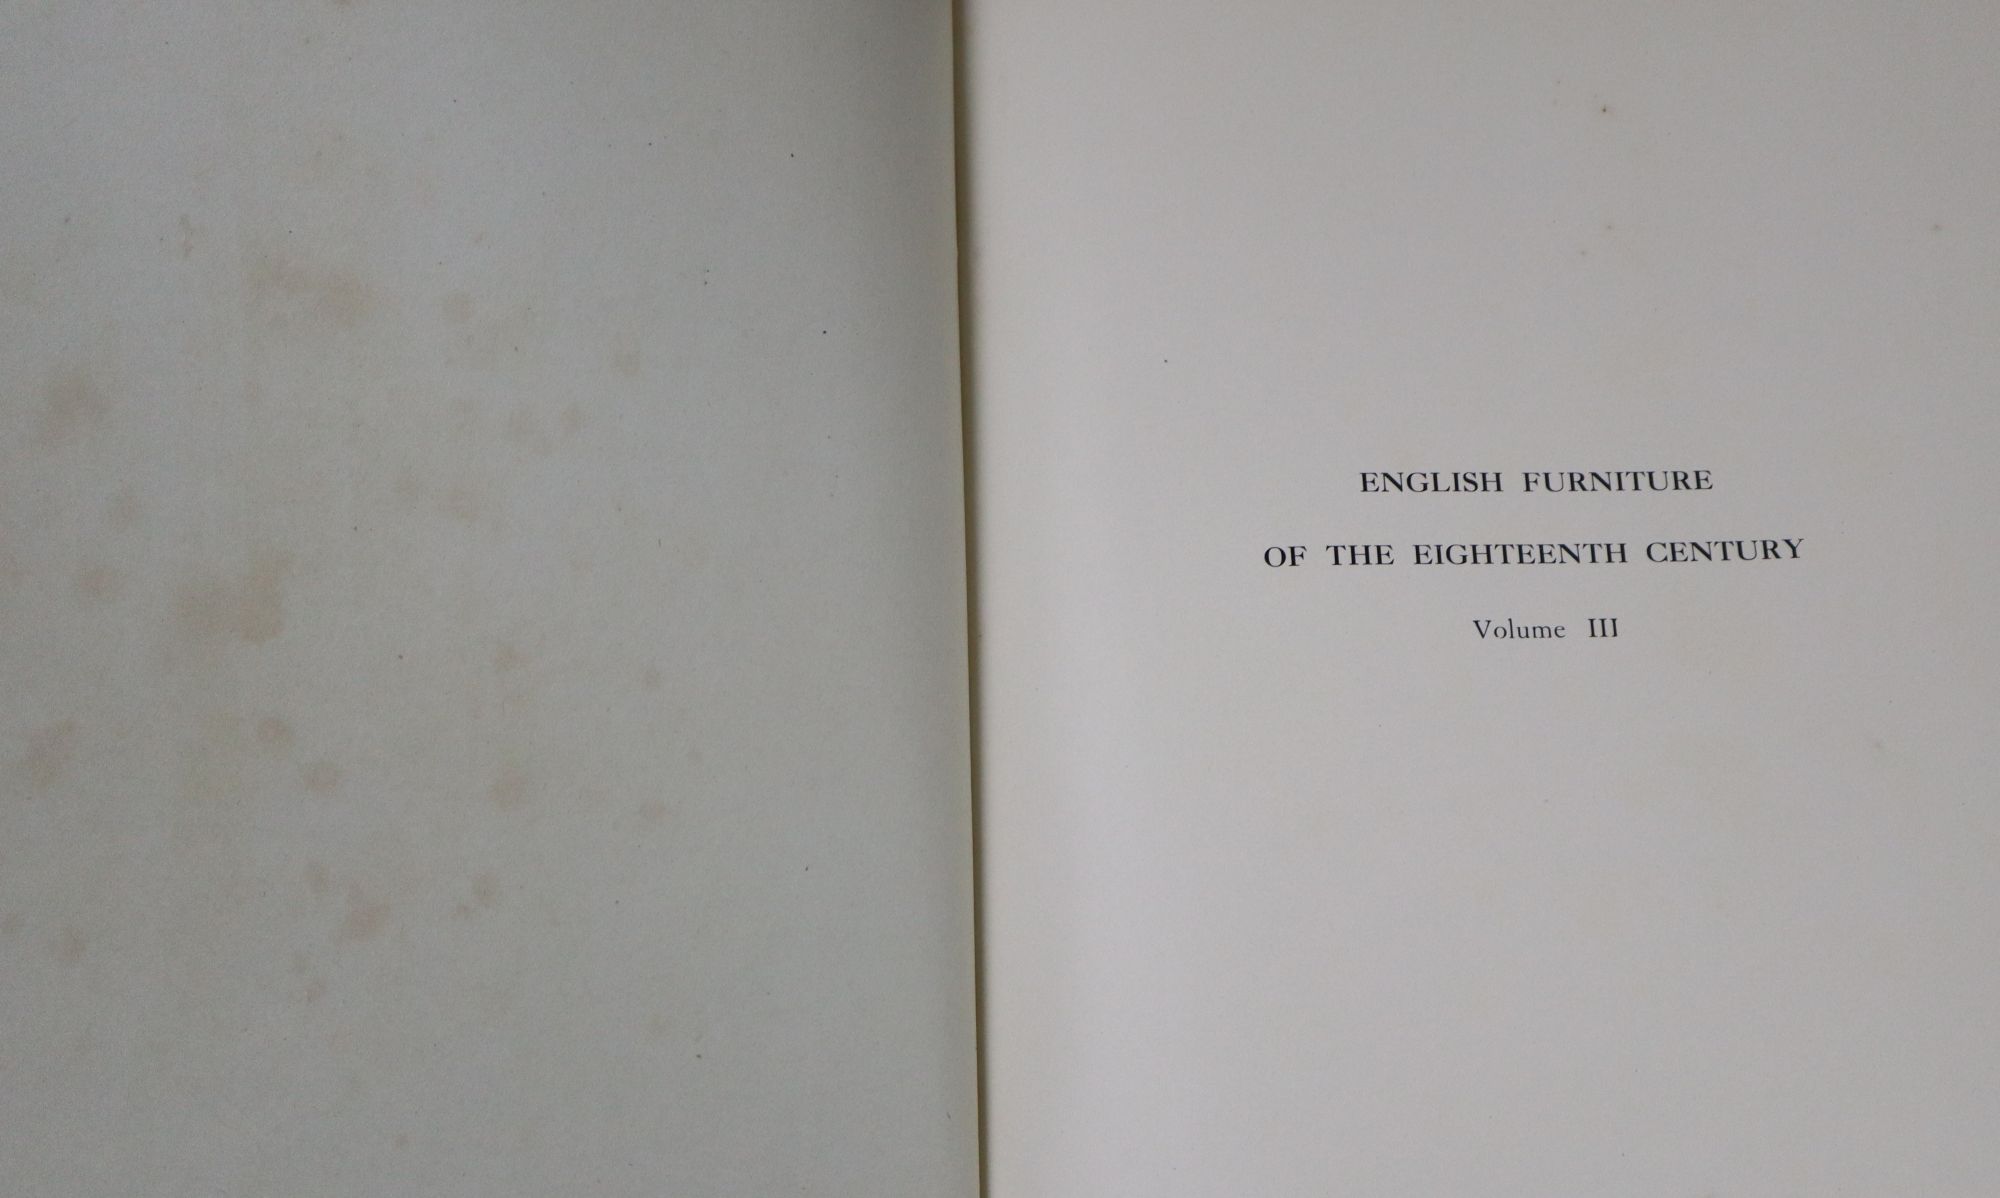 ENGLISH FURNITURE
OF THE EIGHTEENTH CENTURY
Volume III